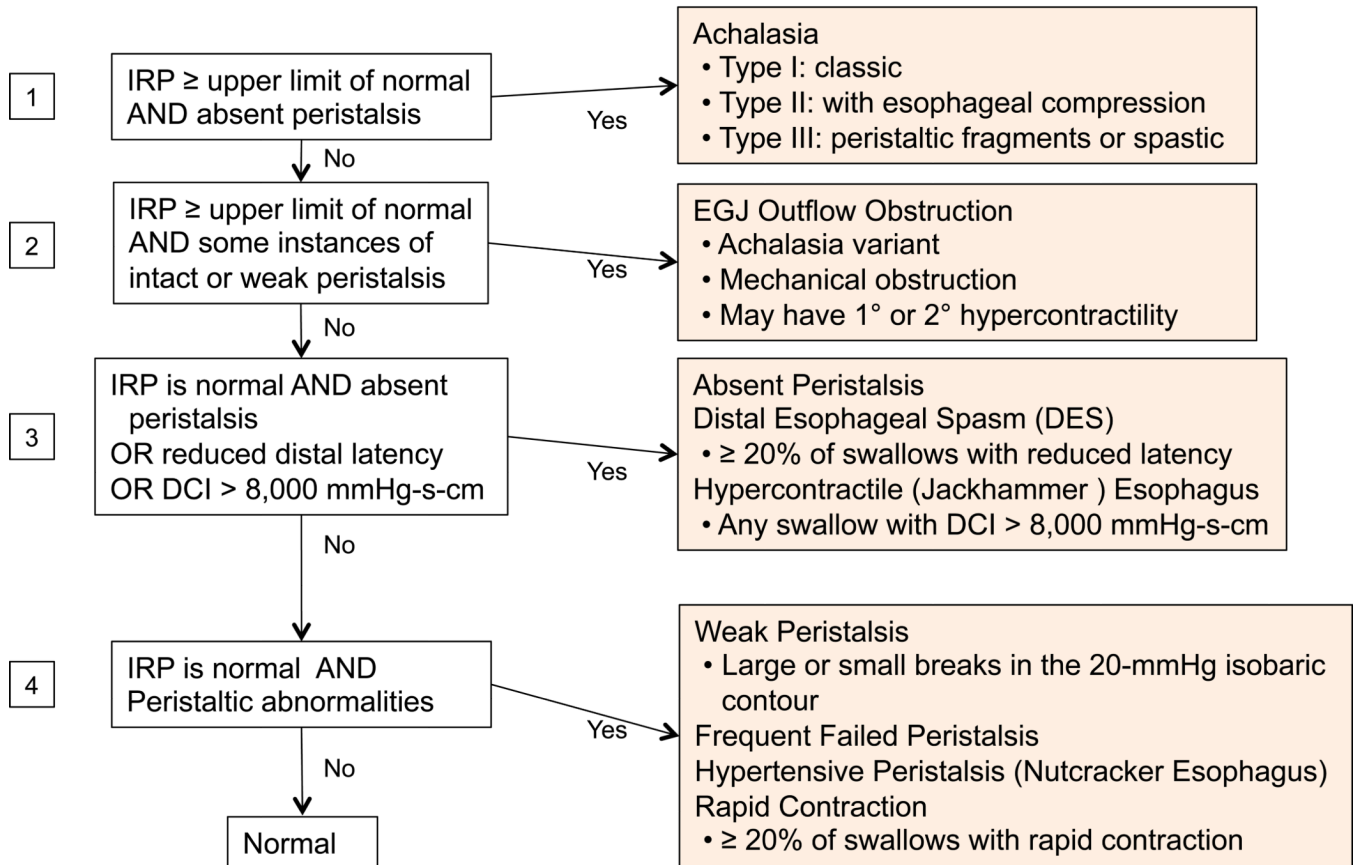 1
IRP ≥ upper limit of normal
AND absent peristalsis
Yes
Achalasia
• Type I: classic
• Type II: with esophageal compression
• Type III: peristaltic fragments or spastic
No
2
IRP ≥ upper limit of normal
AND some instances of
intact or weak peristalsis
Yes
EGJ Outflow Obstruction
• Achalasia variant
• Mechanical obstruction
• May have 1° or 2° hypercontractility
No
3
IRP is normal AND absent
peristalsis
OR reduced distal latency
OR DCI > 8,000 mmHg-s-cm
Yes
Absent Peristalsis
Distal Esophageal Spasm (DES)
• ≥ 20% of swallows with reduced latency
Hypercontractile (Jackhammer ) Esophagus
• Any swallow with DCI > 8,000 mmHg-s-cm
No
4
IRP is normal AND
Peristaltic abnormalities
Yes
Weak Peristalsis
• Large or small breaks in the 20-mmHg isobaric
contour
Frequent Failed Peristalsis
Hypertensive Peristalsis (Nutcracker Esophagus)
Rapid Contraction
• ≥ 20% of swallows with rapid contraction
No
Normal